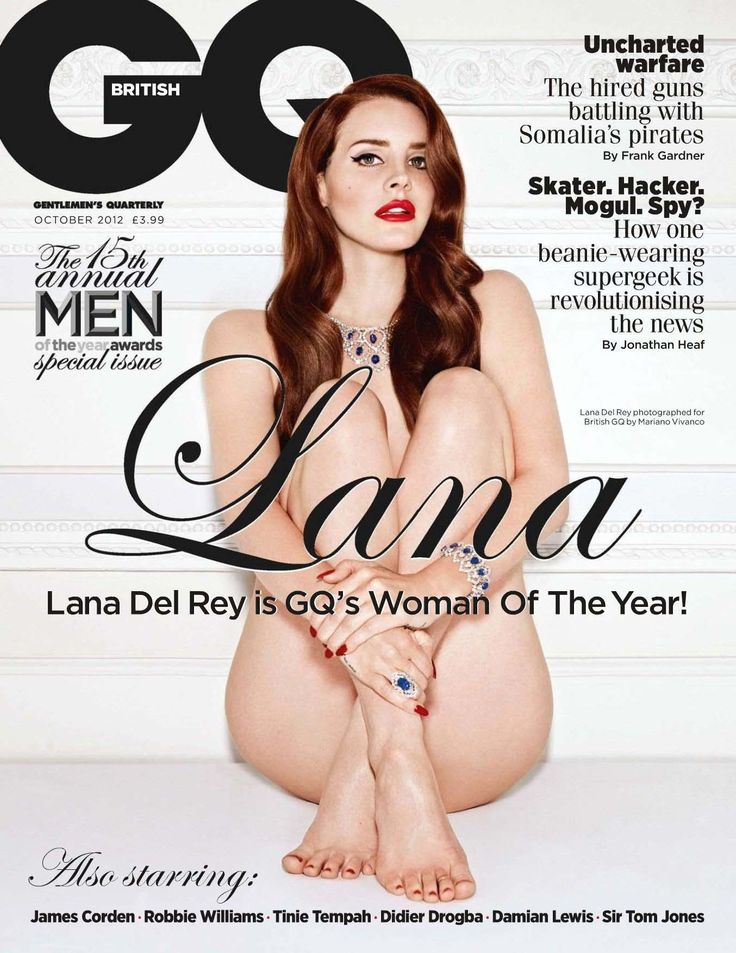 GQ
BRITISH
GENTLEMEN'S QUARTERLY
OCTOBER 2012 £3.99
The 15th
annual
MEN
of the year awards
special issue
Uncharted
warfare
The hired guns
battling with
Somalia's pirates
By Frank Gardner
Skater. Hacker.
Mogul. Spy?
How one
beanie-wearing
supergeek is
revolutionising
the news
By Jonathan Heaf
Lana Del Rey photographed for
British GQ by Mariano Vivanco
Lana
Lana Del Rey is GQ's Woman Of The Year!
Also starring:
James Corden · Robbie Williams · Tinie Tempah · Didier Drogba · Damian Lewis · Sir Tom Jones